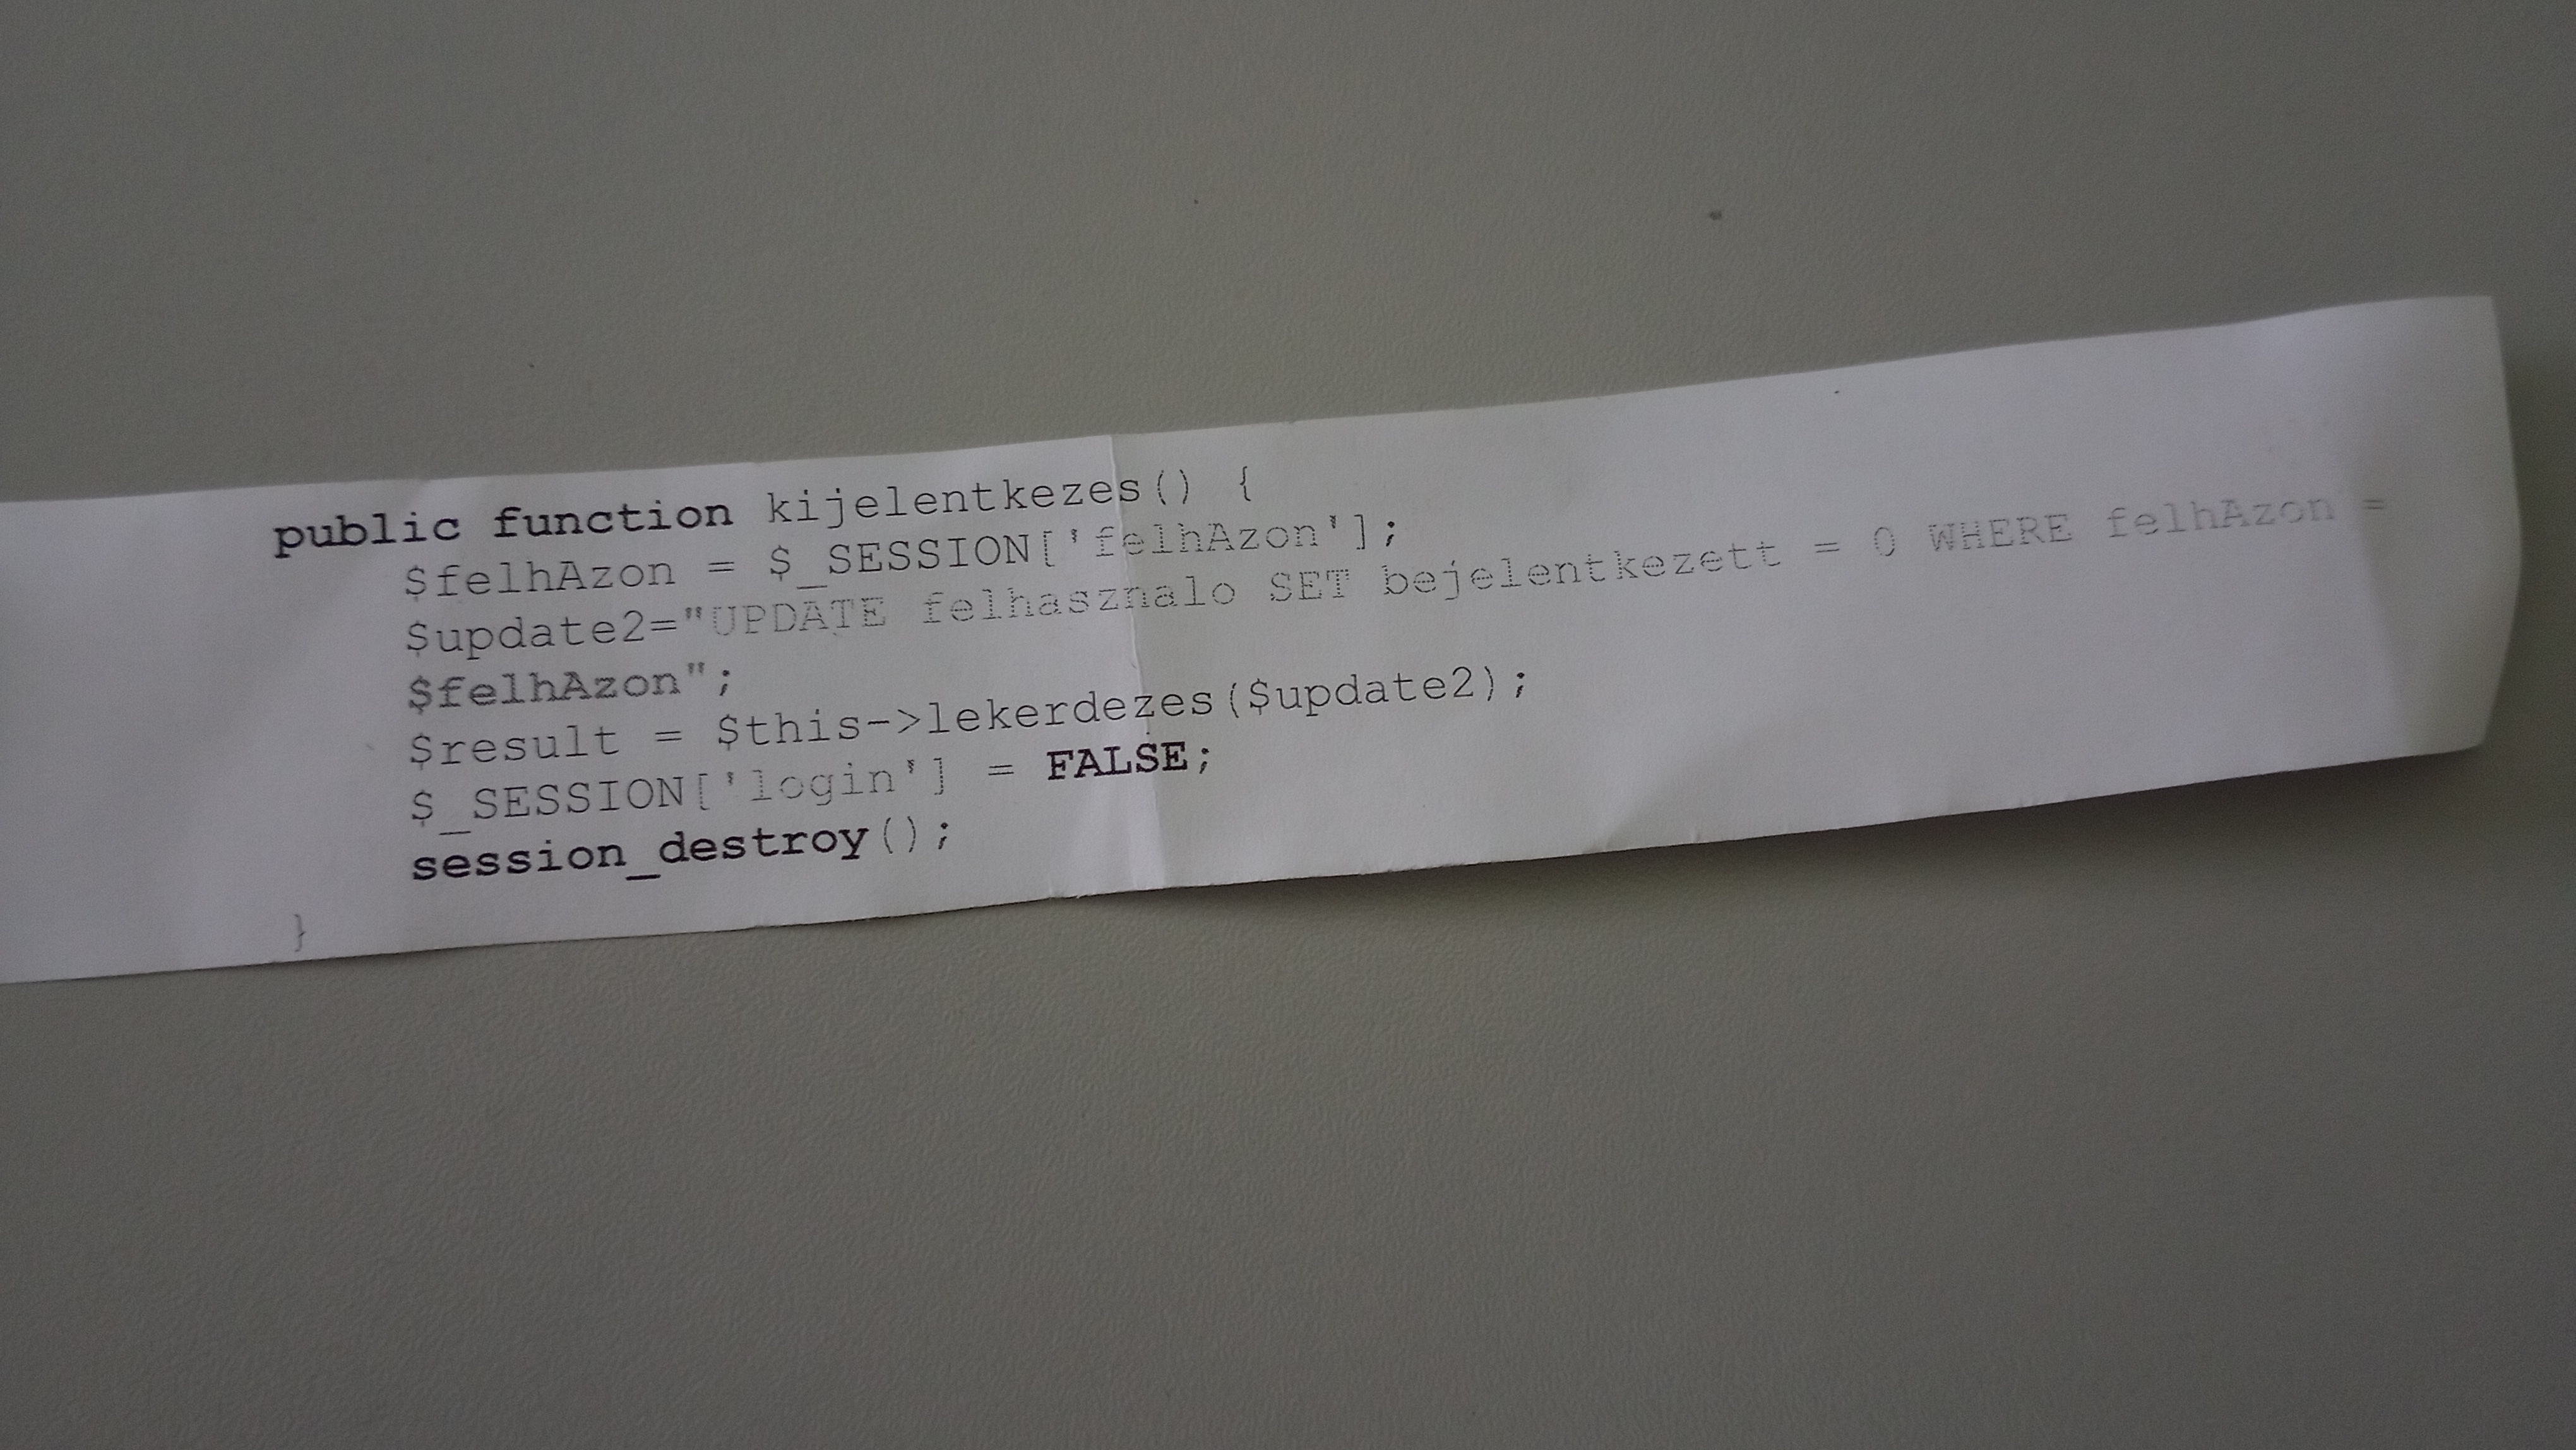 public function kijelentkezes() {
$felhAzon = $_SESSION['felhAzon'];
$update2="UPDATE felhasznalo SET bejelentkezett = 0 WHERE felhAzon =
$felhAzon";
$result = $this->lekerdezes($update2);
$_SESSION['login'] = FALSE;
session_destroy();
}